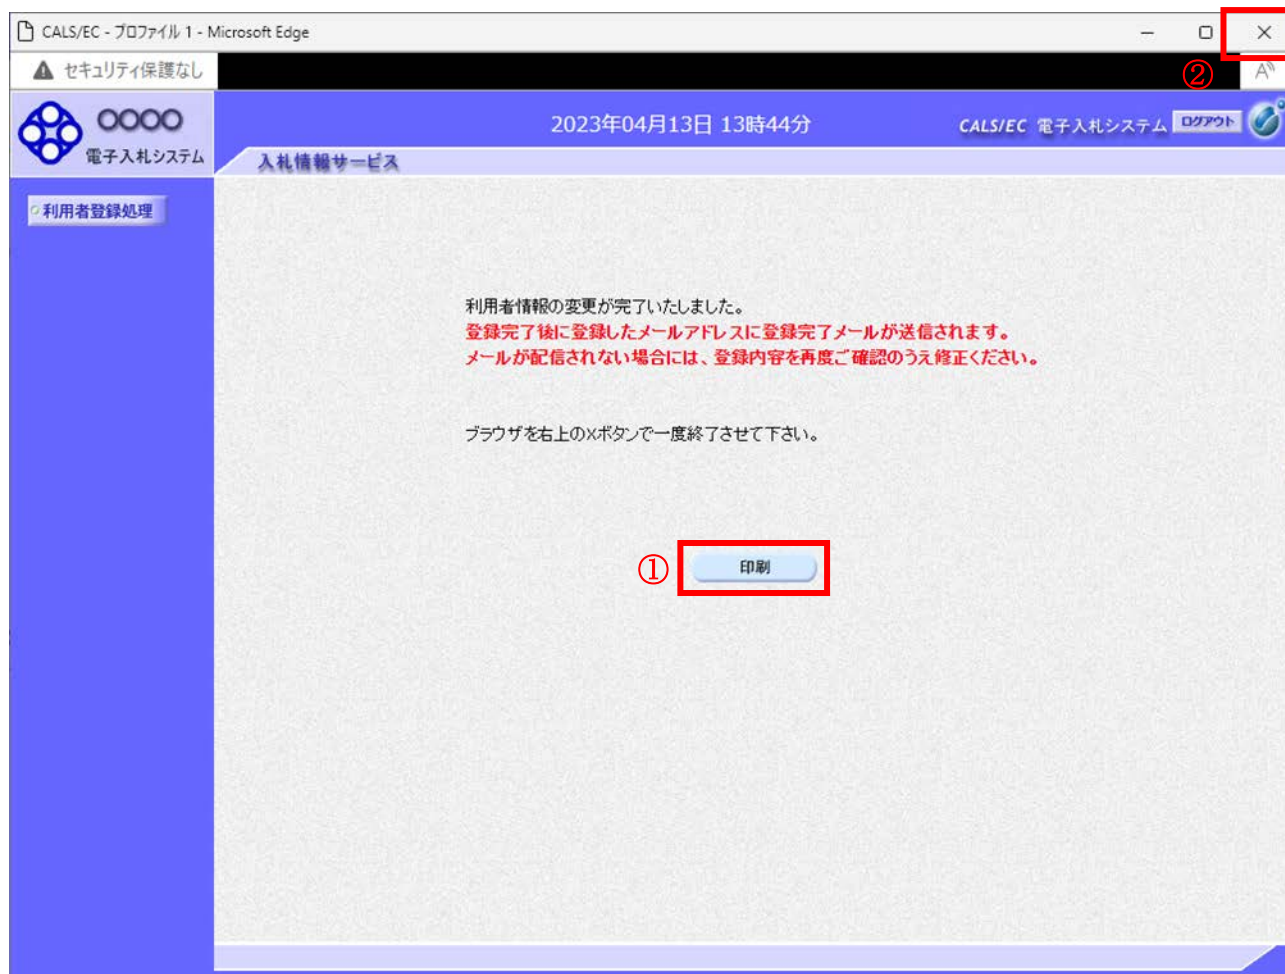 CALS/EC - プロファイル 1 - Microsoft Edge
②
セキュリティ保護なし
A
〇〇〇〇
電子入札システム
2023年04月13日 13時44分
CALS/EC 電子入札システム ログアウト
入札情報サービス
利用者登録処理
利用者情報の変更が完了いたしました。
登録完了後に登録したメールアドレスに登録完了メールが送信されます。
メールが配信されない場合には、登録内容を再度ご確認のうえ修正ください。
ブラウザを右上の×ボタンで一度終了させて下さい。
① 印刷